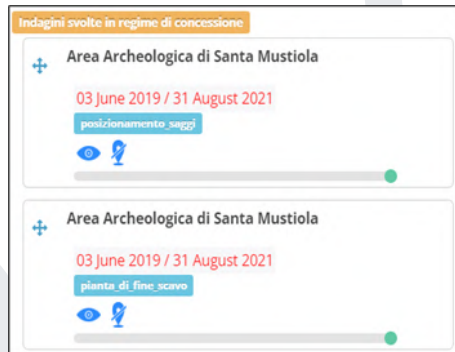 Indagini svolte in regime di concessione
Area Archeologica di Santa Mustiola
03 June 2019 / 31 August 2021
posizionamento_saggi
Area Archeologica di Santa Mustiola
03 June 2019 / 31 August 2021
pianta_di_fine_scavo